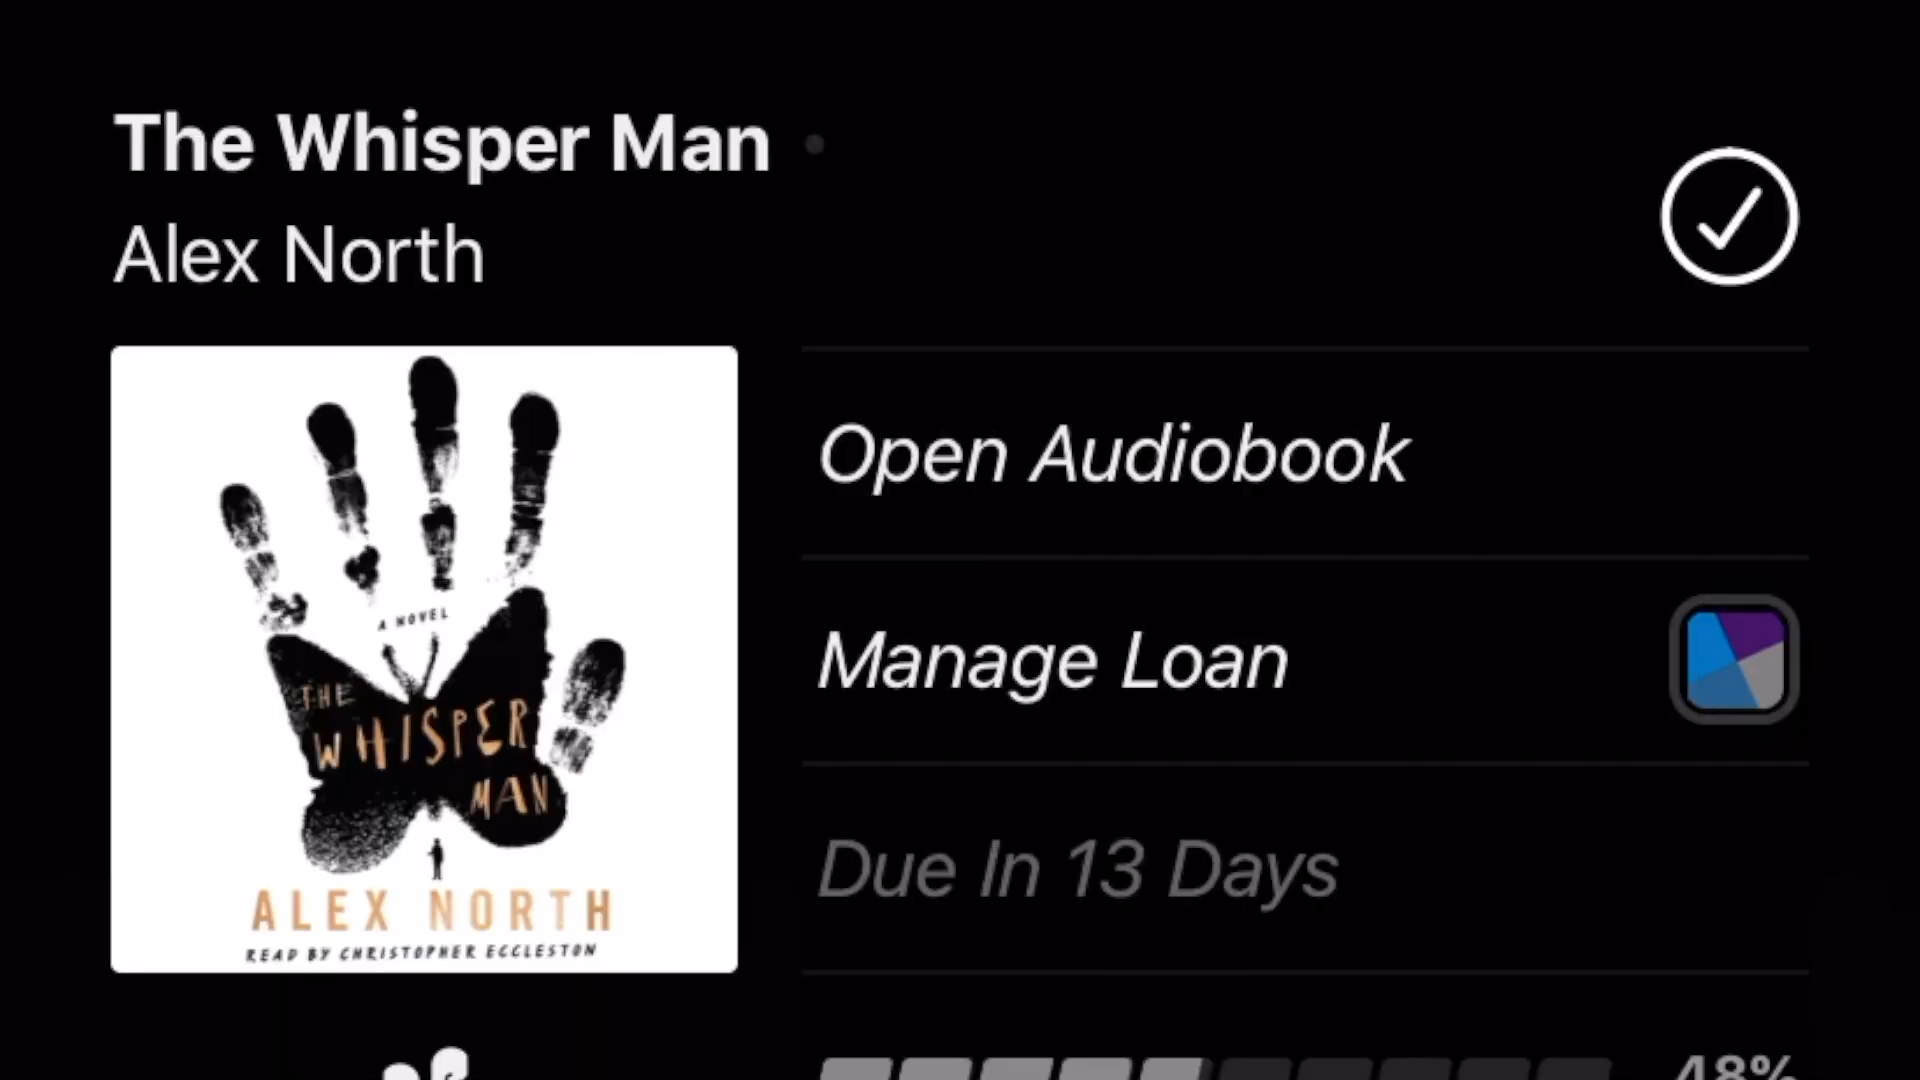 The Whisper Man
Alex North
A NOVEL
THE
WHISPER
MAN
ALEX NORTH
READ BY CHRISTOPHER ECCLESTON
Open Audiobook
Manage Loan
Due In 13 Days
48%